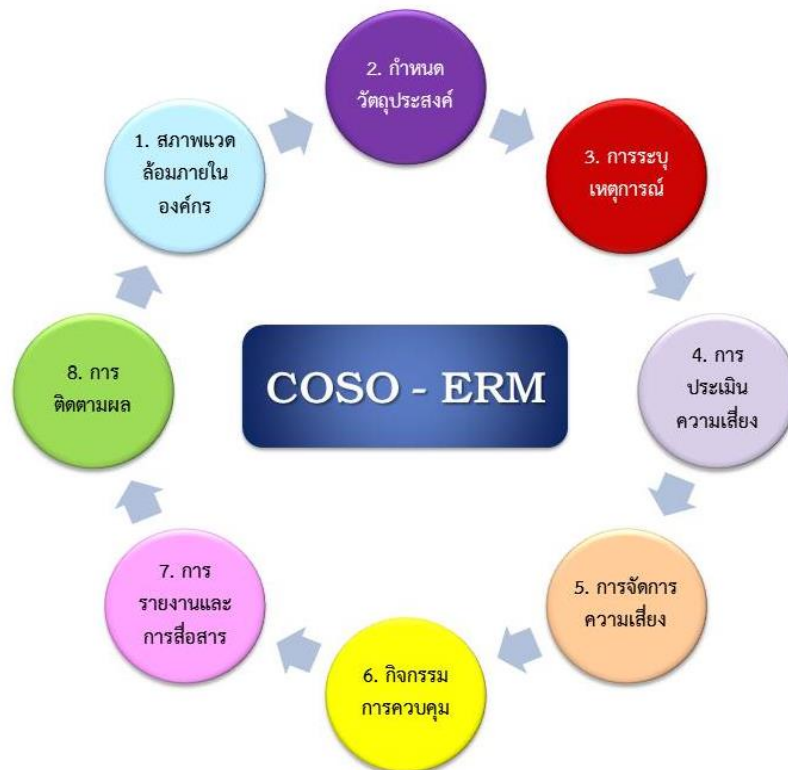 1. สภาพแวด
ล้อมภายใน
องค์กร
2. กำหนด
วัตถุประสงค์
3. การระบุ
เหตุการณ์
4. การ
ประเมิน
ความเสี่ยง
5. การจัดการ
ความเสี่ยง
6. กิจกรรม
การควบคุม
7. การ
รายงานและ
การสื่อสาร
8. การ
ติดตามผล
COSO - ERM